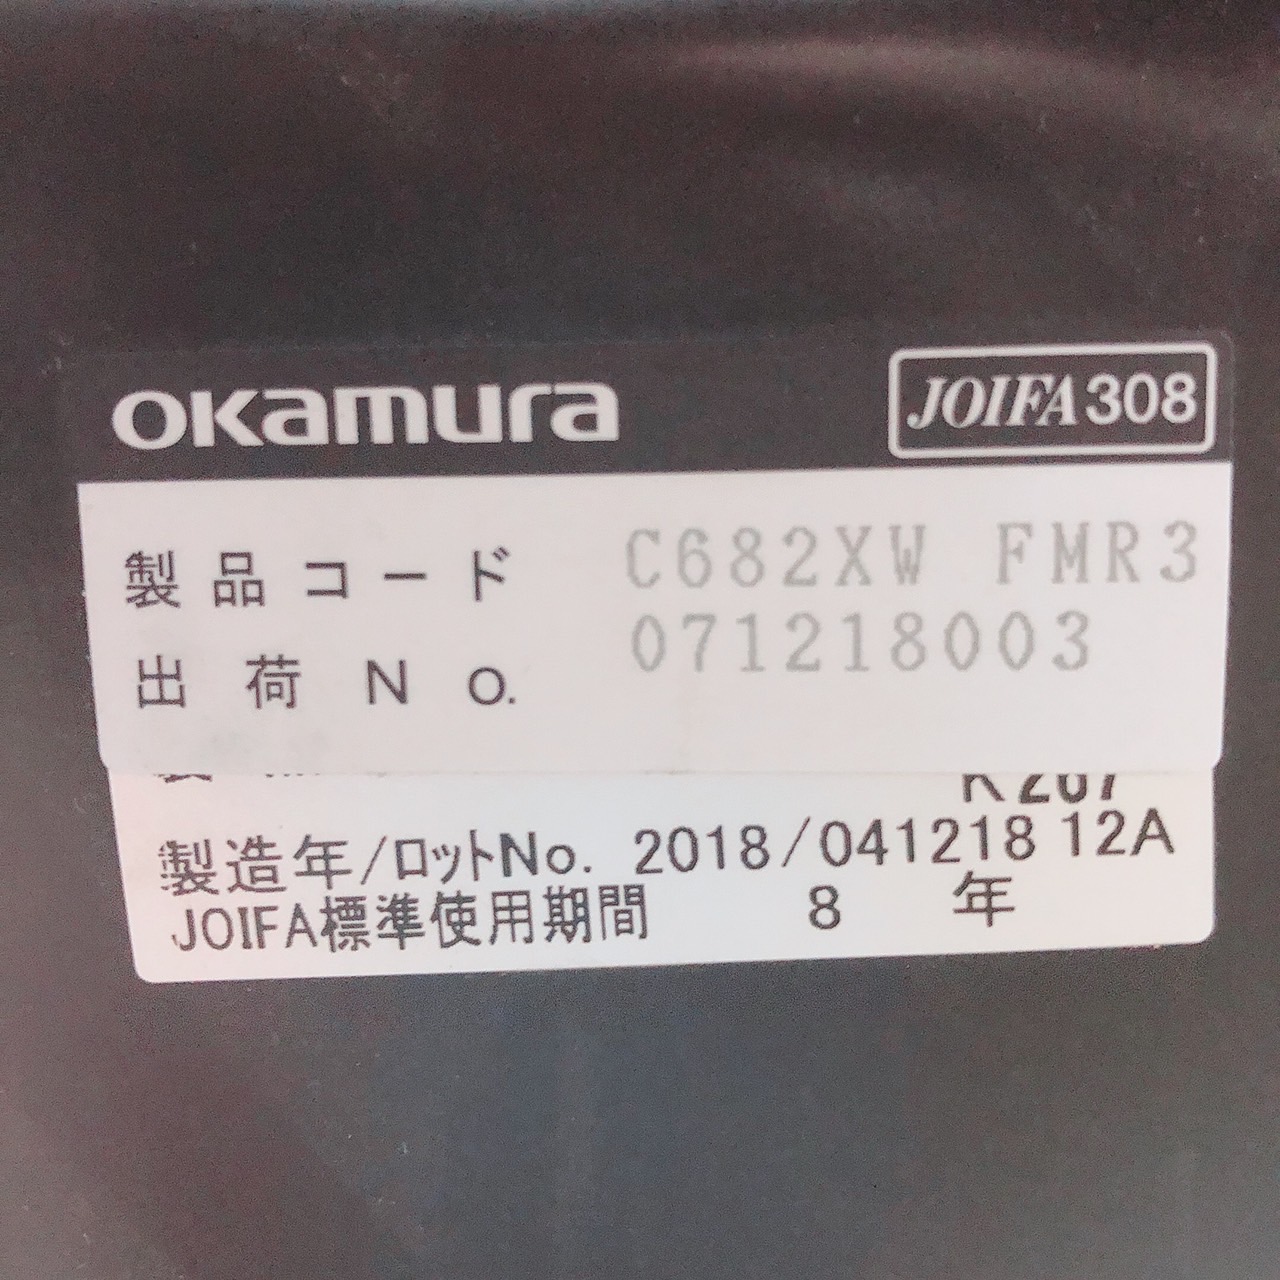 okamura
JOIFA308
製品コード C682XW FMR3
出荷No. 071218003
製造年/ロットNo. 2018/041218 12A
JOIFA標準使用期間 8 年